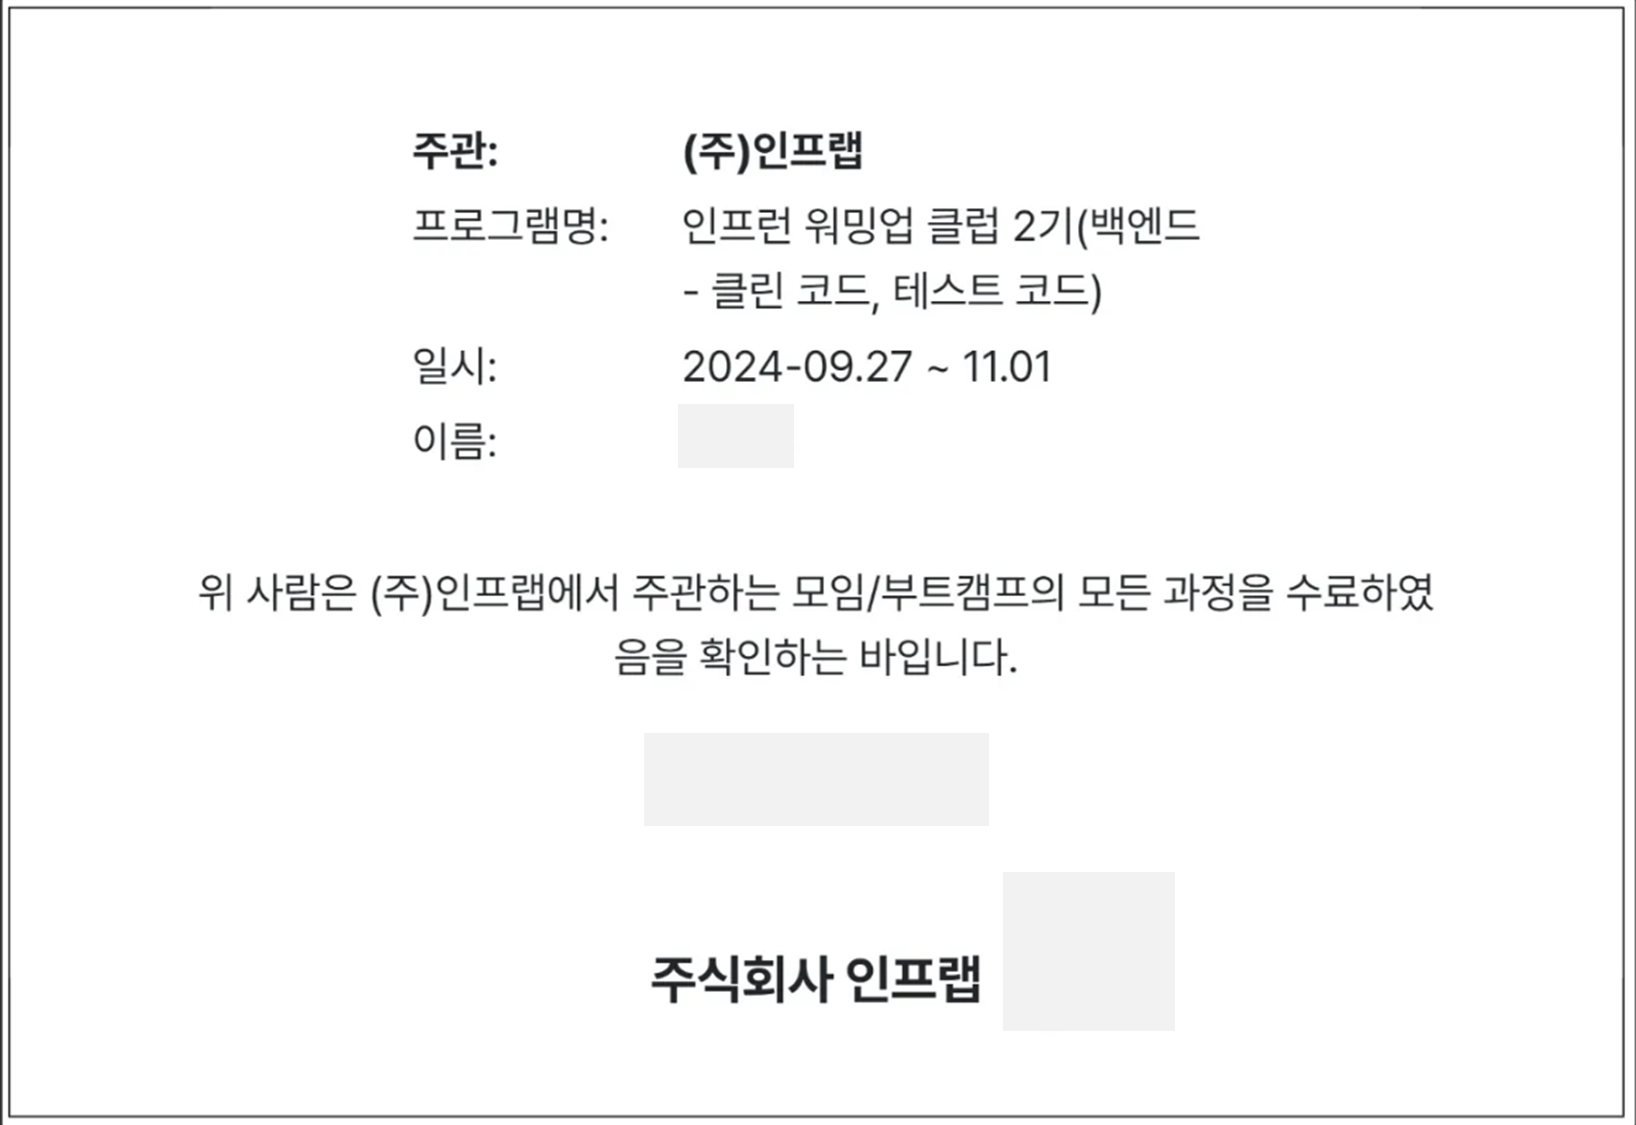 주관: (주)인프랩
프로그램명: 인프런 워밍업 클럽 2기(백엔드
- 클린 코드, 테스트 코드)
일시: 2024-09.27 ~ 11.01
이름:
위 사람은 (주)인프랩에서 주관하는 모임/부트캠프의 모든 과정을 수료하였
음을 확인하는 바입니다.
주식회사 인프랩